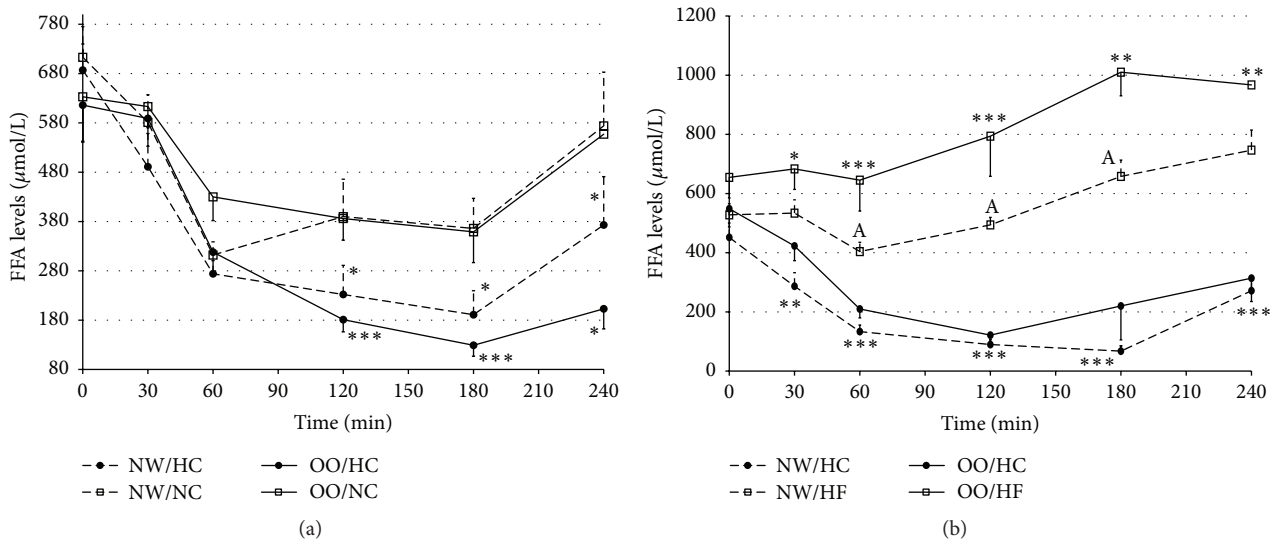 780
680
580
480
380
280
180
80
FFA levels (μmol/L)
*
*
*
***
***
*
0 30 60 90 120 150 180 210 240
Time (min)
NW/HC OO/HC
NW/NC OO/NC
(a)
1200
1000
800
600
400
200
0
FFA levels (μmol/L)
*
***
***
**
**
A
A
A
**
***
***
***
***
0 30 60 90 120 150 180 210 240
Time (min)
NW/HC OO/HC
NW/HF OO/HF
(b)